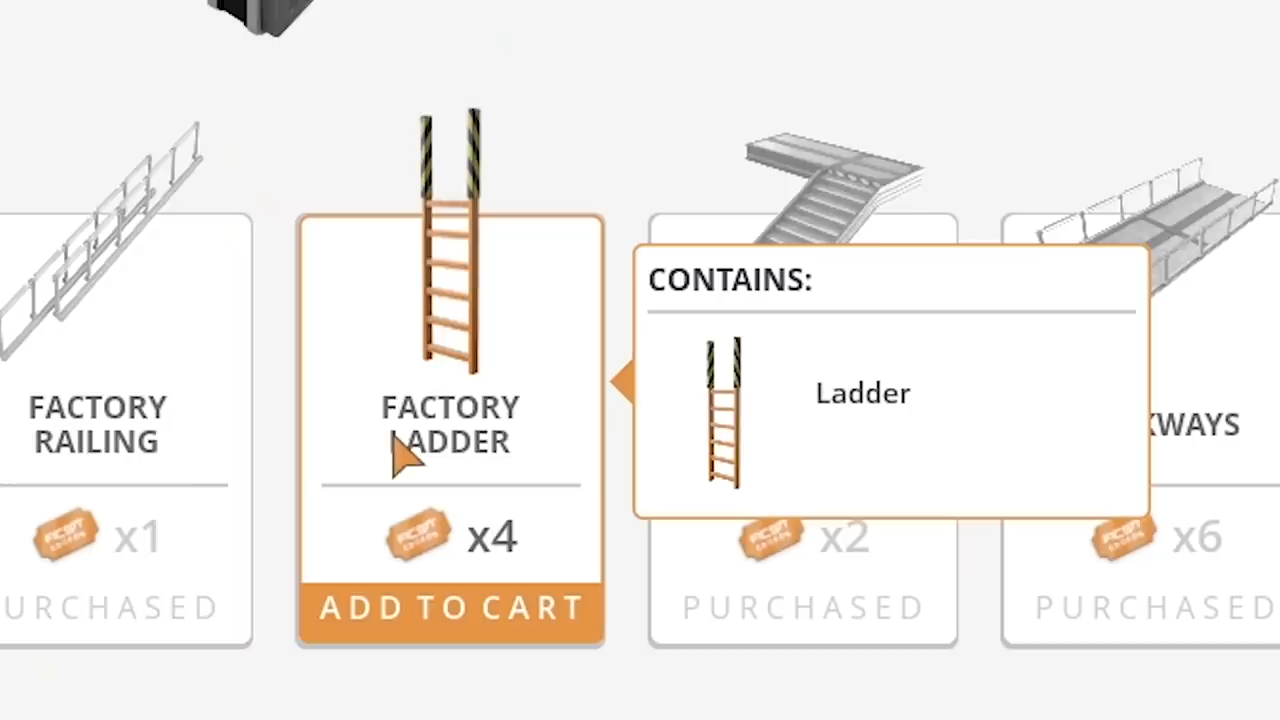 CONTAINS:
Ladder
FACTORY
RAILING
FACTORY
LADDER
KWAYS
x1
x4
x2
x6
URCHASED
ADD TO CART
PURCHASED
PURCHASED